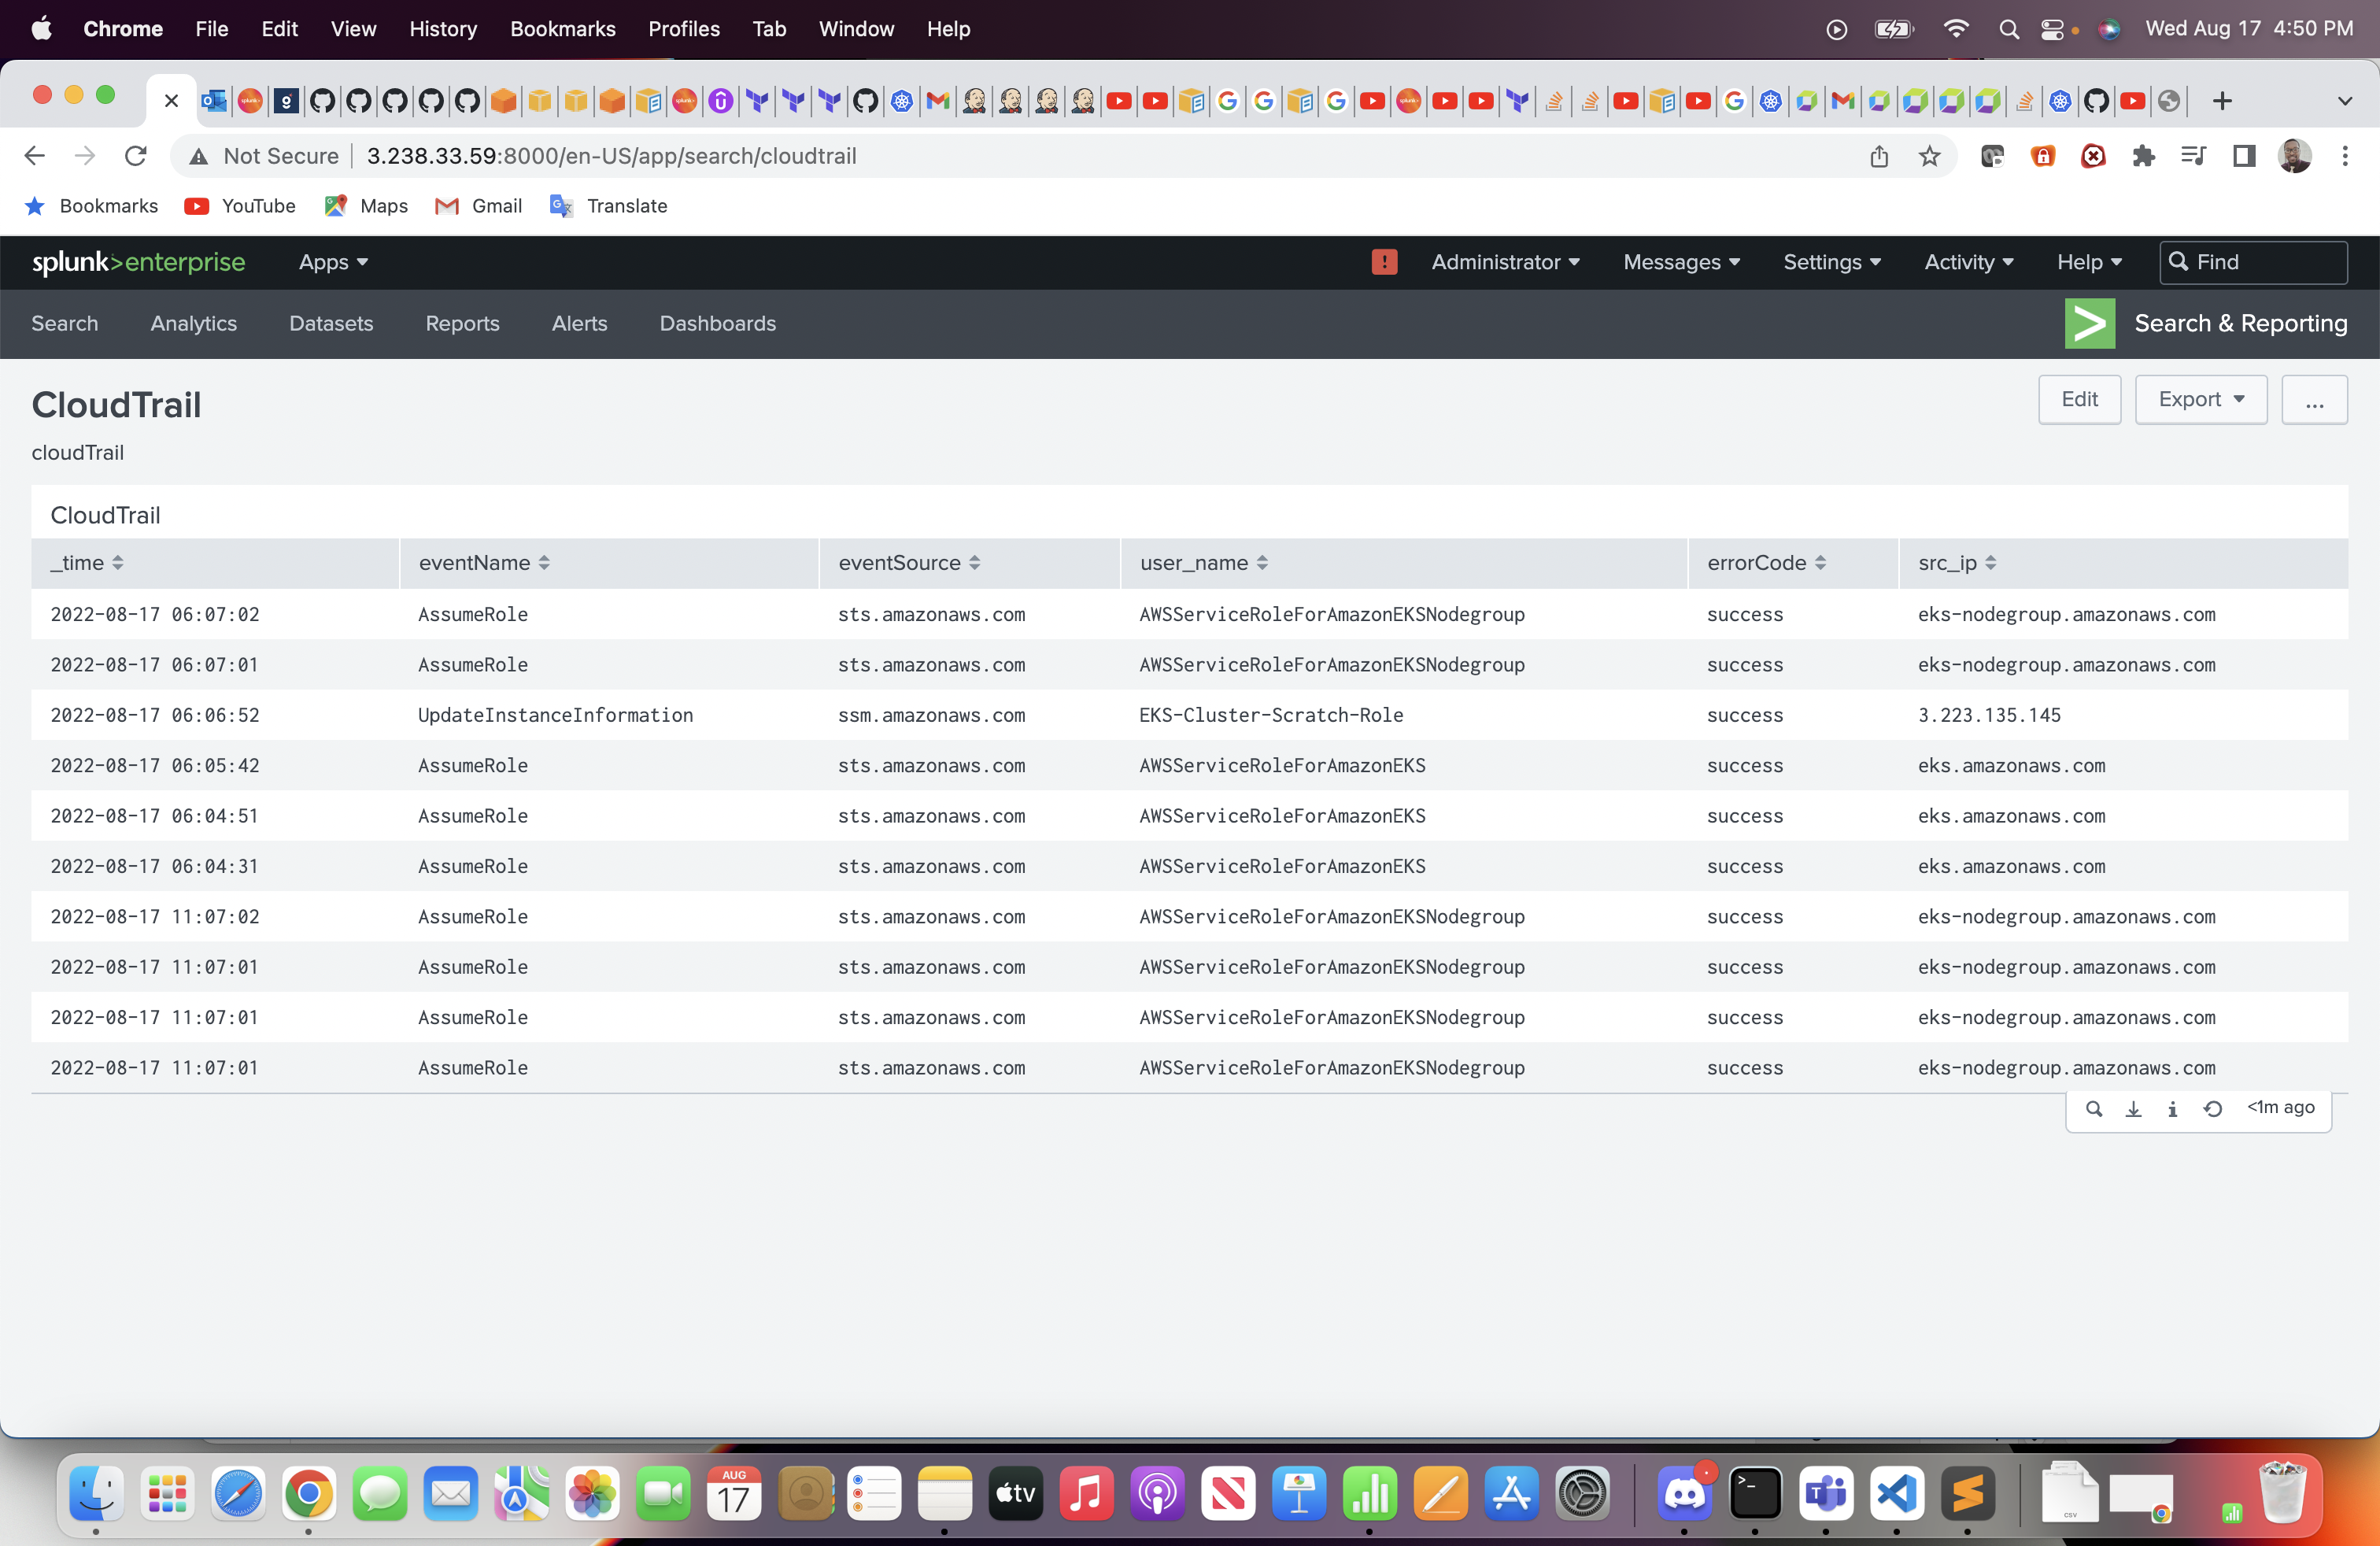 Chrome File Edit View History Bookmarks Profiles Tab Window Help Wed Aug 17 4:50 PM
Not Secure 3.238.33.59:8000/en-US/app/search/cloudtrail
Bookmarks YouTube Maps Gmail Translate
splunk>enterprise Apps Administrator Messages Settings Activity Help Find
Search Analytics Datasets Reports Alerts Dashboards Search & Reporting
CloudTrail Edit Export ...
cloudTrail
CloudTrail
_time eventName eventSource user_name errorCode src_ip
2022-08-17 06:07:02 AssumeRole sts.amazonaws.com AWSServiceRoleForAmazonEKSNodegroup success eks-nodegroup.amazonaws.com
2022-08-17 06:07:01 AssumeRole sts.amazonaws.com AWSServiceRoleForAmazonEKSNodegroup success eks-nodegroup.amazonaws.com
2022-08-17 06:06:52 UpdateInstanceInformation ssm.amazonaws.com EKS-Cluster-Scratch-Role success 3.223.135.145
2022-08-17 06:05:42 AssumeRole sts.amazonaws.com AWSServiceRoleForAmazonEKS success eks.amazonaws.com
2022-08-17 06:04:51 AssumeRole sts.amazonaws.com AWSServiceRoleForAmazonEKS success eks.amazonaws.com
2022-08-17 06:04:31 AssumeRole sts.amazonaws.com AWSServiceRoleForAmazonEKS success eks.amazonaws.com
2022-08-17 11:07:02 AssumeRole sts.amazonaws.com AWSServiceRoleForAmazonEKSNodegroup success eks-nodegroup.amazonaws.com
2022-08-17 11:07:01 AssumeRole sts.amazonaws.com AWSServiceRoleForAmazonEKSNodegroup success eks-nodegroup.amazonaws.com
2022-08-17 11:07:01 AssumeRole sts.amazonaws.com AWSServiceRoleForAmazonEKSNodegroup success eks-nodegroup.amazonaws.com
2022-08-17 11:07:01 AssumeRole sts.amazonaws.com AWSServiceRoleForAmazonEKSNodegroup success eks-nodegroup.amazonaws.com
<1m ago
AUG
17
tv
CSV